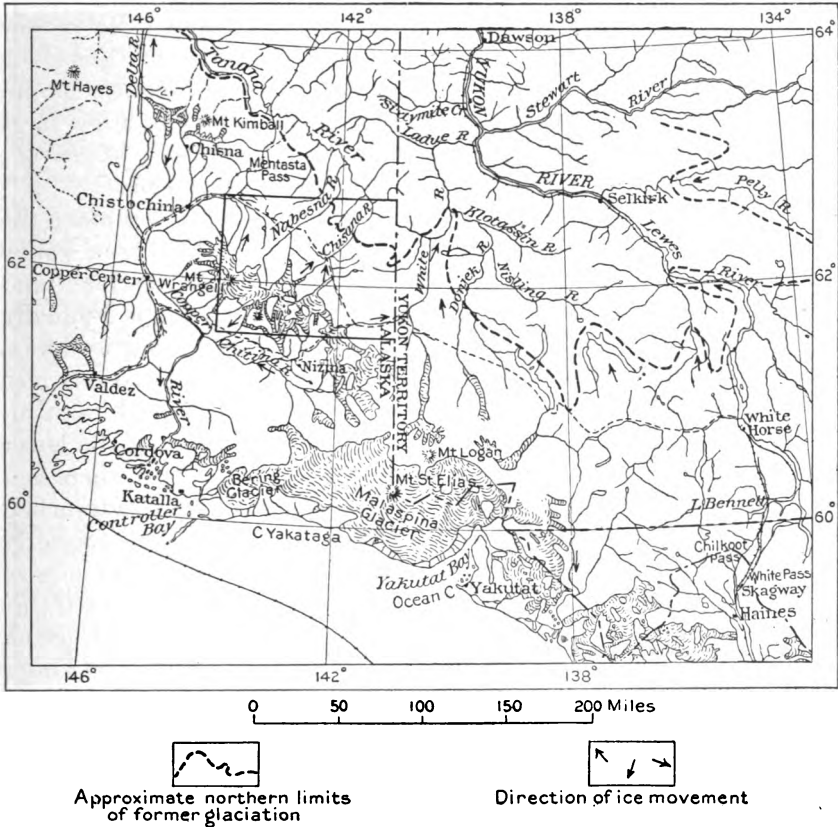 146°
142°
138°
134°
64°
Delta R
Tanana
River
Dawson
YUKON
Stewart
River
Mt Hayes
Mt Kimball
Ladue R
Chisna
Mentasta
Pass
RIVER
Selkirk
Pelly R
Chistochina
Nabesna R
Chisana R
White
R
Klotassin R
Lewes
River
62°
Copper Center
Mt
Wrangel
Donjek
R
Nisling
R
62°
Copper
River
Chitina
Nizina
ALASKA
YUKON TERRITORY
Valdez
White
Horse
Cordova
Mt Logan
Bering
Glacier
Mt St Elias
Katalla
60°
Malaspina
Glacier
L Bennett
60°
Controller
Bay
C Yakataga
Chilkoot
Pass
Yakutat Bay
Yakutat
Ocean C
White Pass
Skagway
Haines
146°
142°
138°
0 50 100 150 200 Miles
Approximate northern limits
of former glaciation
Direction of ice movement